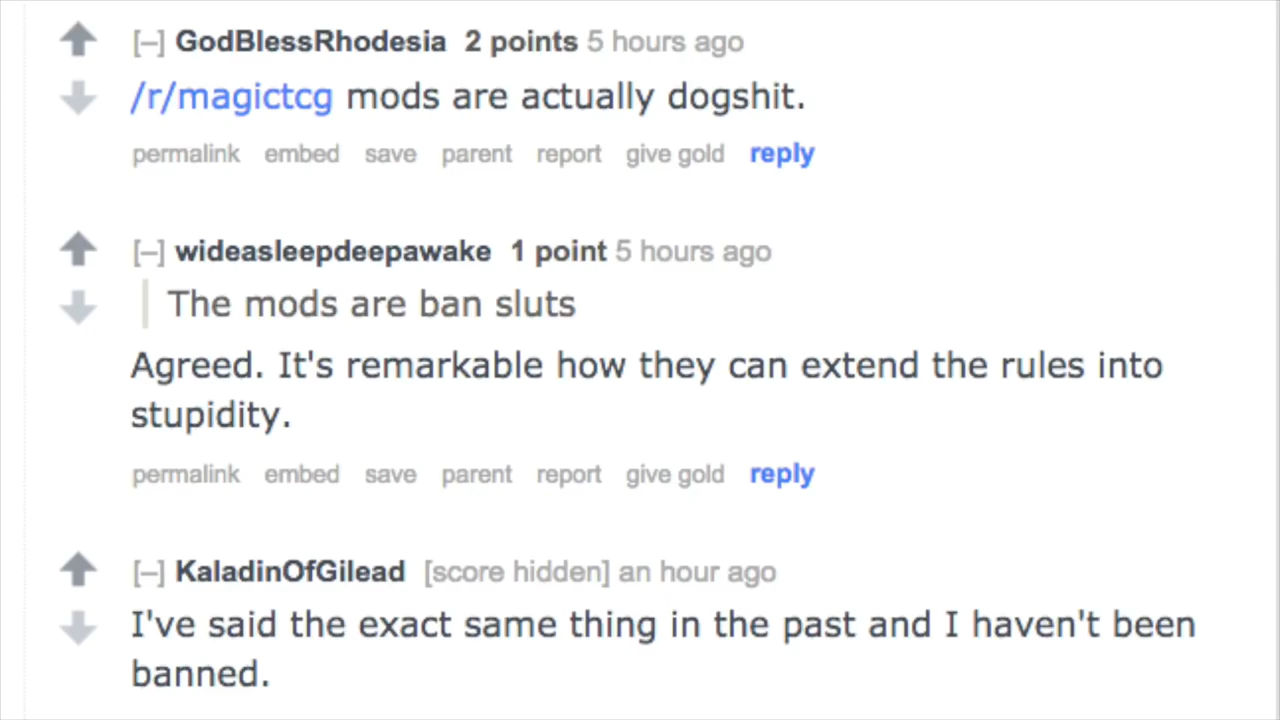 [–] GodBlessRhodesia 2 points 5 hours ago
/r/magictcg mods are actually dogshit.
permalink embed save parent report give gold reply
[–] wideasleepdeepawake 1 point 5 hours ago
The mods are ban sluts
Agreed. It's remarkable how they can extend the rules into
stupidity.
permalink embed save parent report give gold reply
[–] KaladinOfGilead [score hidden] an hour ago
I've said the exact same thing in the past and I haven't been
banned.